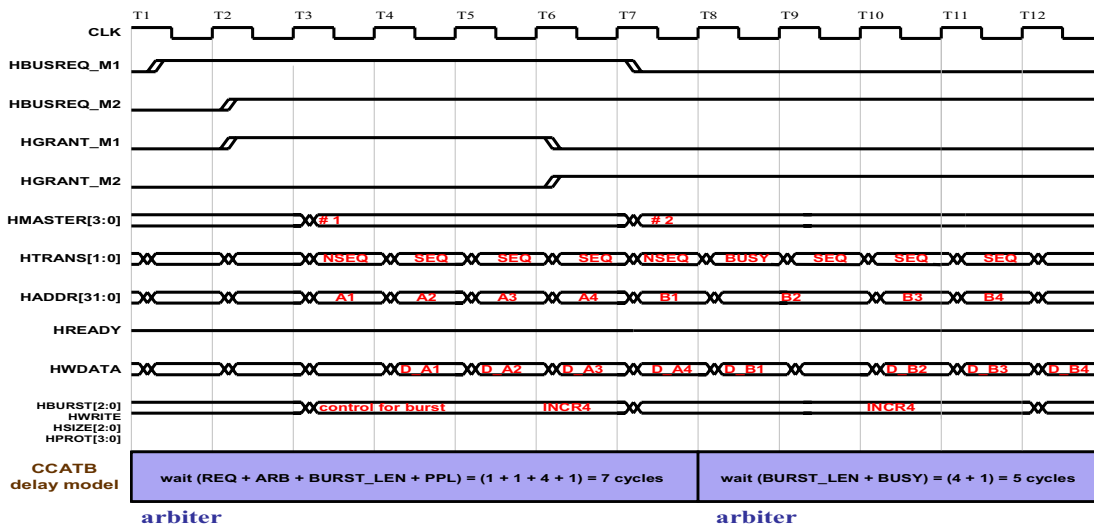 T1 T2 T3 T4 T5 T6 T7 T8 T9 T10 T11 T12
CLK
HBUSREQ_M1
HBUSREQ_M2
HGRANT_M1
HGRANT_M2
HMASTER[3:0] # 1 # 2
HTRANS[1:0] NSEQ SEQ SEQ SEQ NSEQ BUSY SEQ SEQ SEQ
HADDR[31:0] A1 A2 A3 A4 B1 B2 B3 B4
HREADY
HWDATA D_A1 D_A2 D_A3 D_A4 D_B1 D_B2 D_B3 D_B4
HBURST[2:0] control for burst INCR4 INCR4
HWRITE
HSIZE[2:0]
HPROT[3:0]
CCATB
delay model
wait (REQ + ARB + BURST_LEN + PPL) = (1 + 1 + 4 + 1) = 7 cycles
wait (BURST_LEN + BUSY) = (4 + 1) = 5 cycles
arbiter arbiter